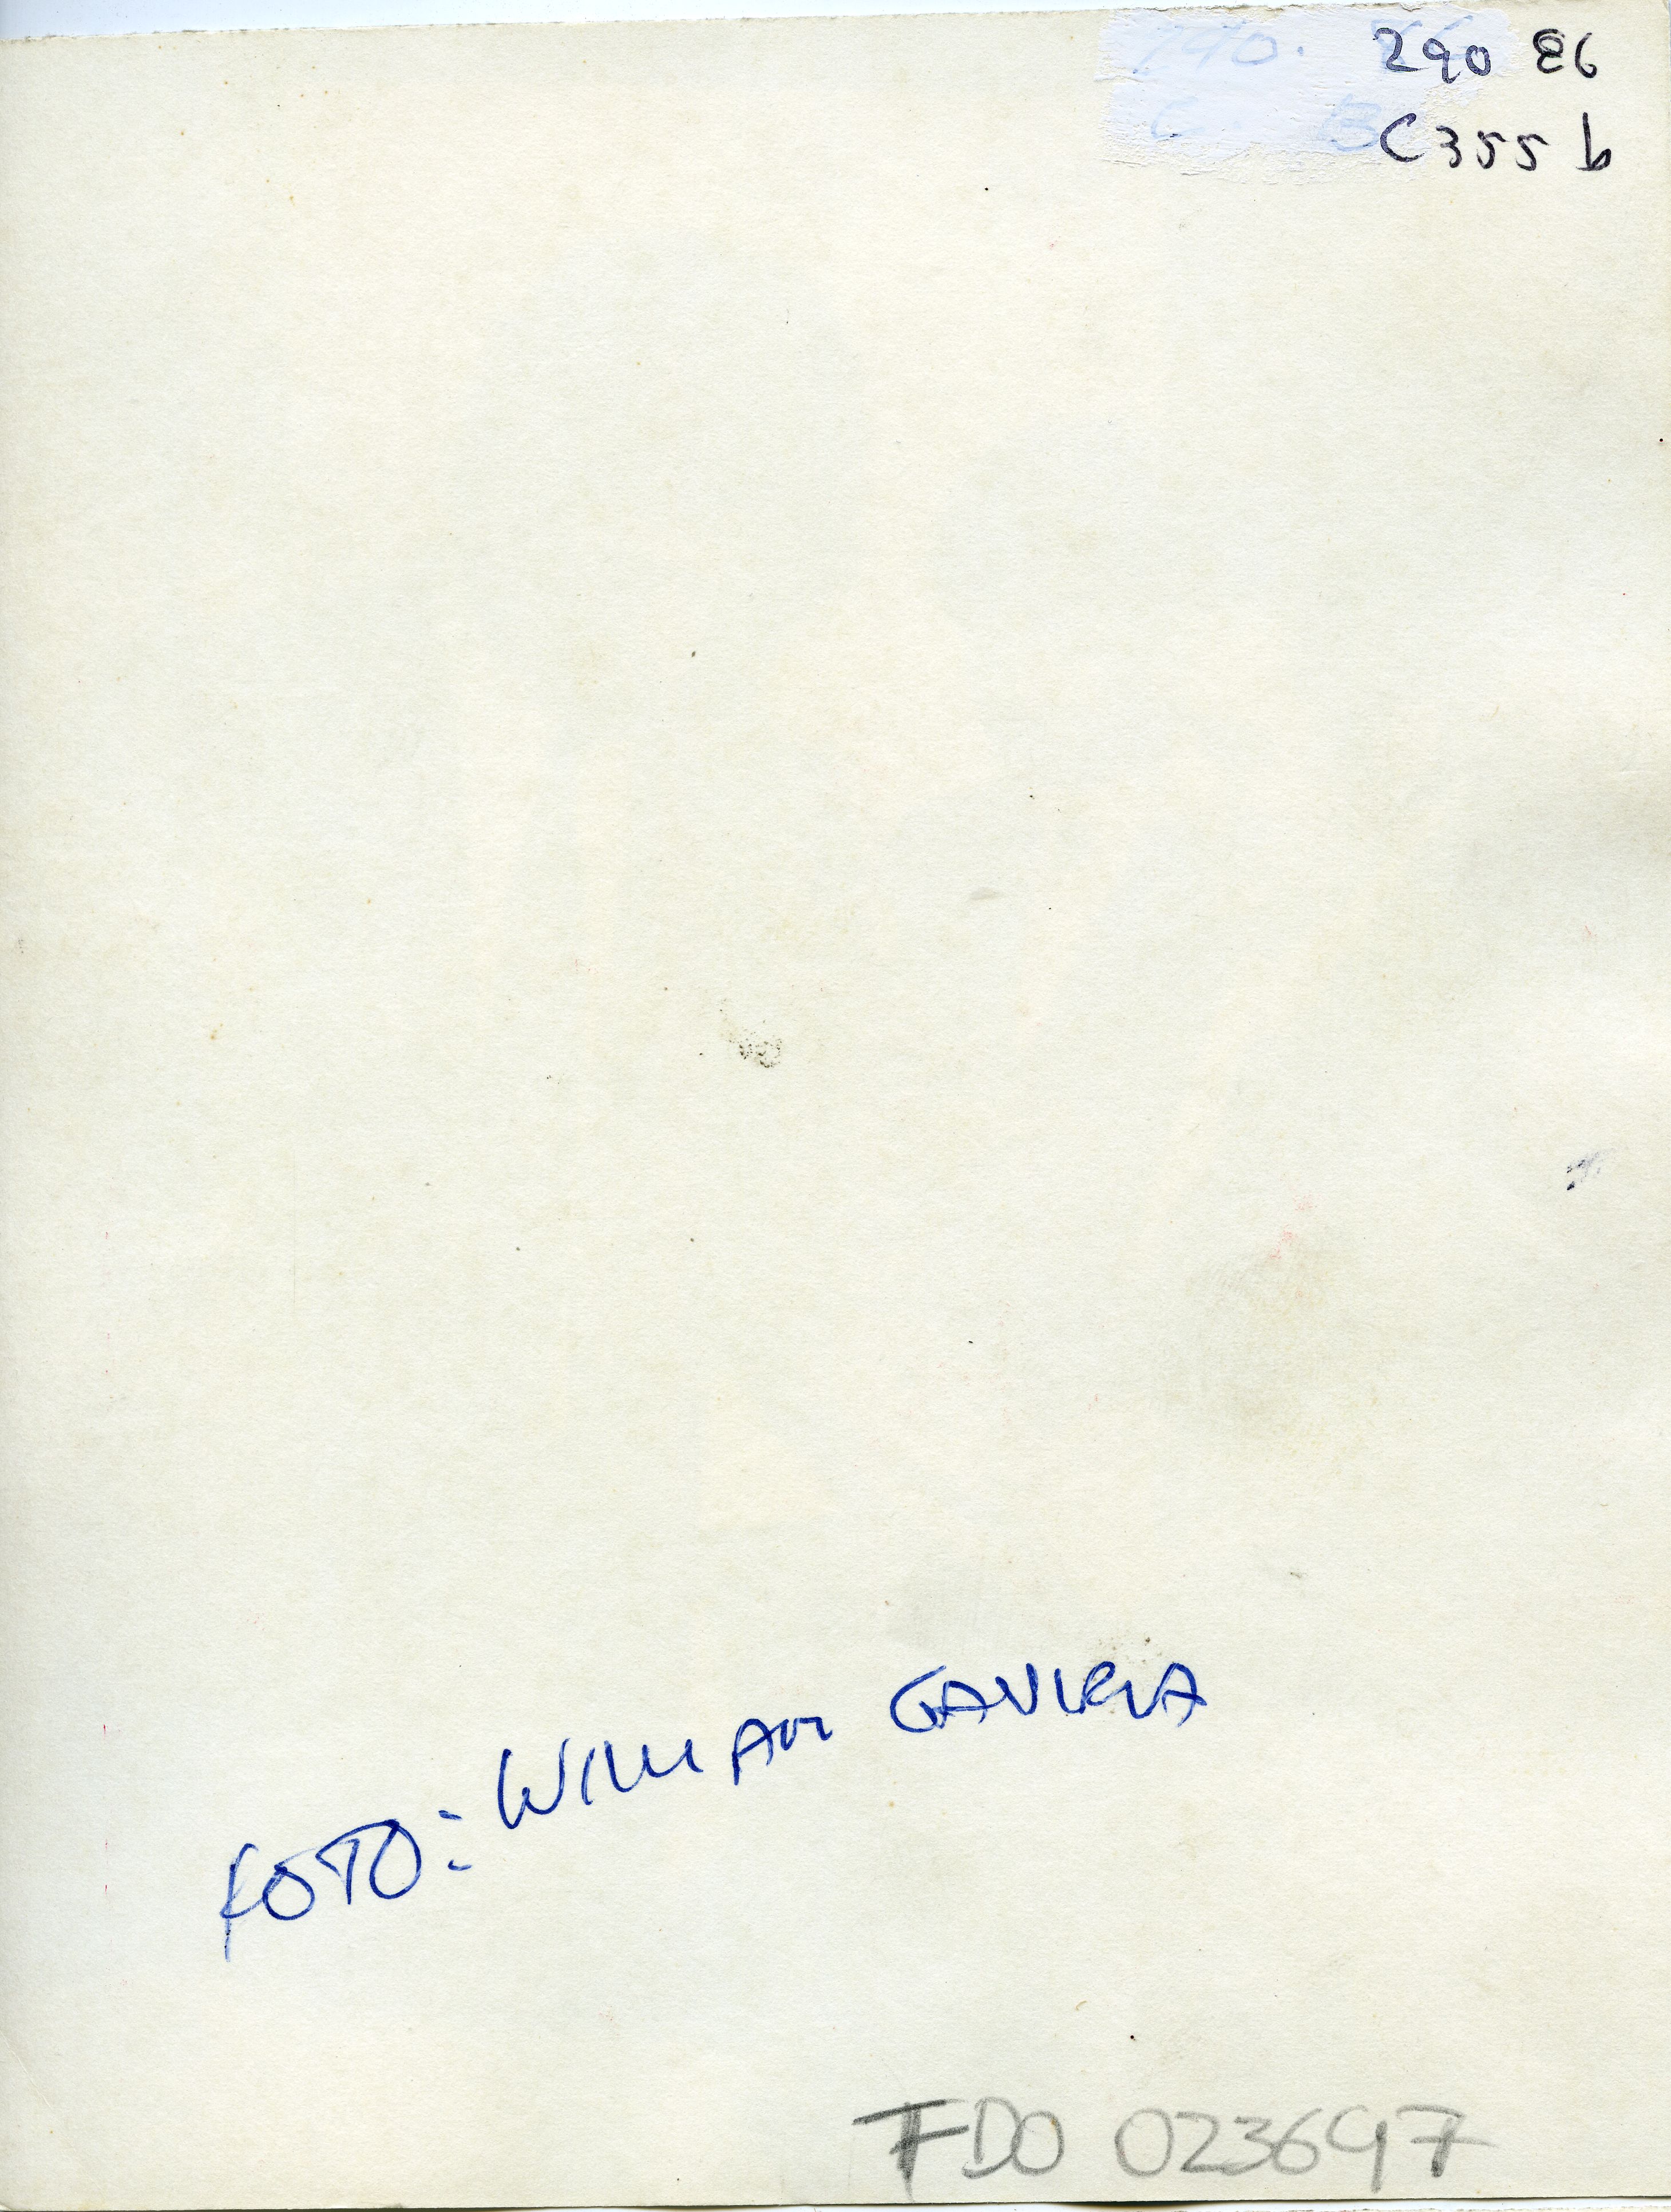 290 86
C355 b
FOTO: WILLIAM GAVIRIA
FDO 023697